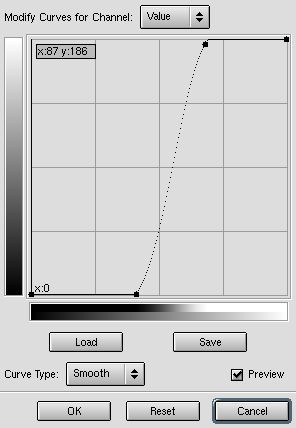 Modify Curves for Channel: Value
x:87 y:186
x:0
Load Save
Curve Type: Smooth Preview
OK Reset Cancel